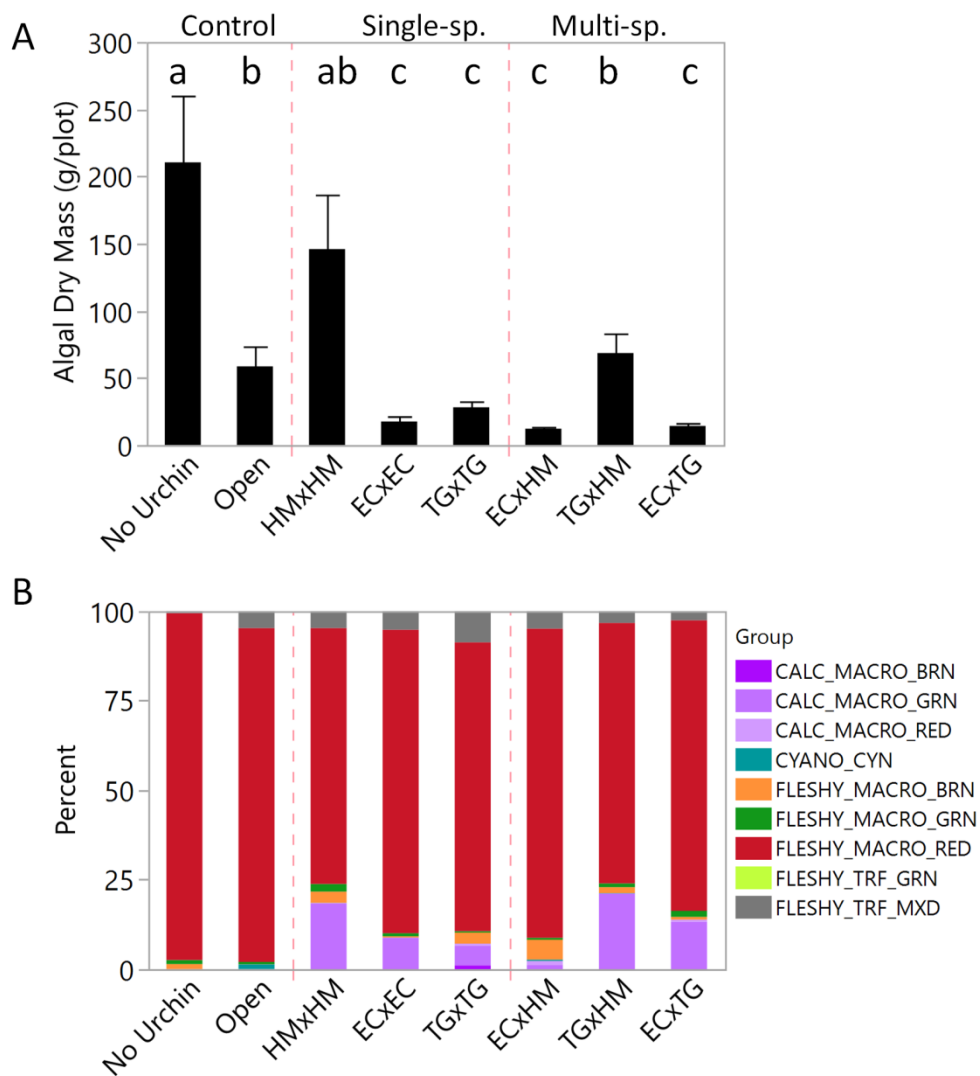 A
Control Single-sp. Multi-sp.
300
250
200
150
100
50
0
Algal Dry Mass (g/plot)
a b ab c c c b c
No Urchin Open HMxHM ECxEC TGxTG ECxHM TGxHM ECxTG
B
100
75
50
25
0
Percent
No Urchin Open HMxHM ECxEC TGxTG ECxHM TGxHM ECxTG
Group
CALC_MACRO_BRN
CALC_MACRO_GRN
CALC_MACRO_RED
CYANO_CYN
FLESHY_MACRO_BRN
FLESHY_MACRO_GRN
FLESHY_MACRO_RED
FLESHY_TRF_GRN
FLESHY_TRF_MXD